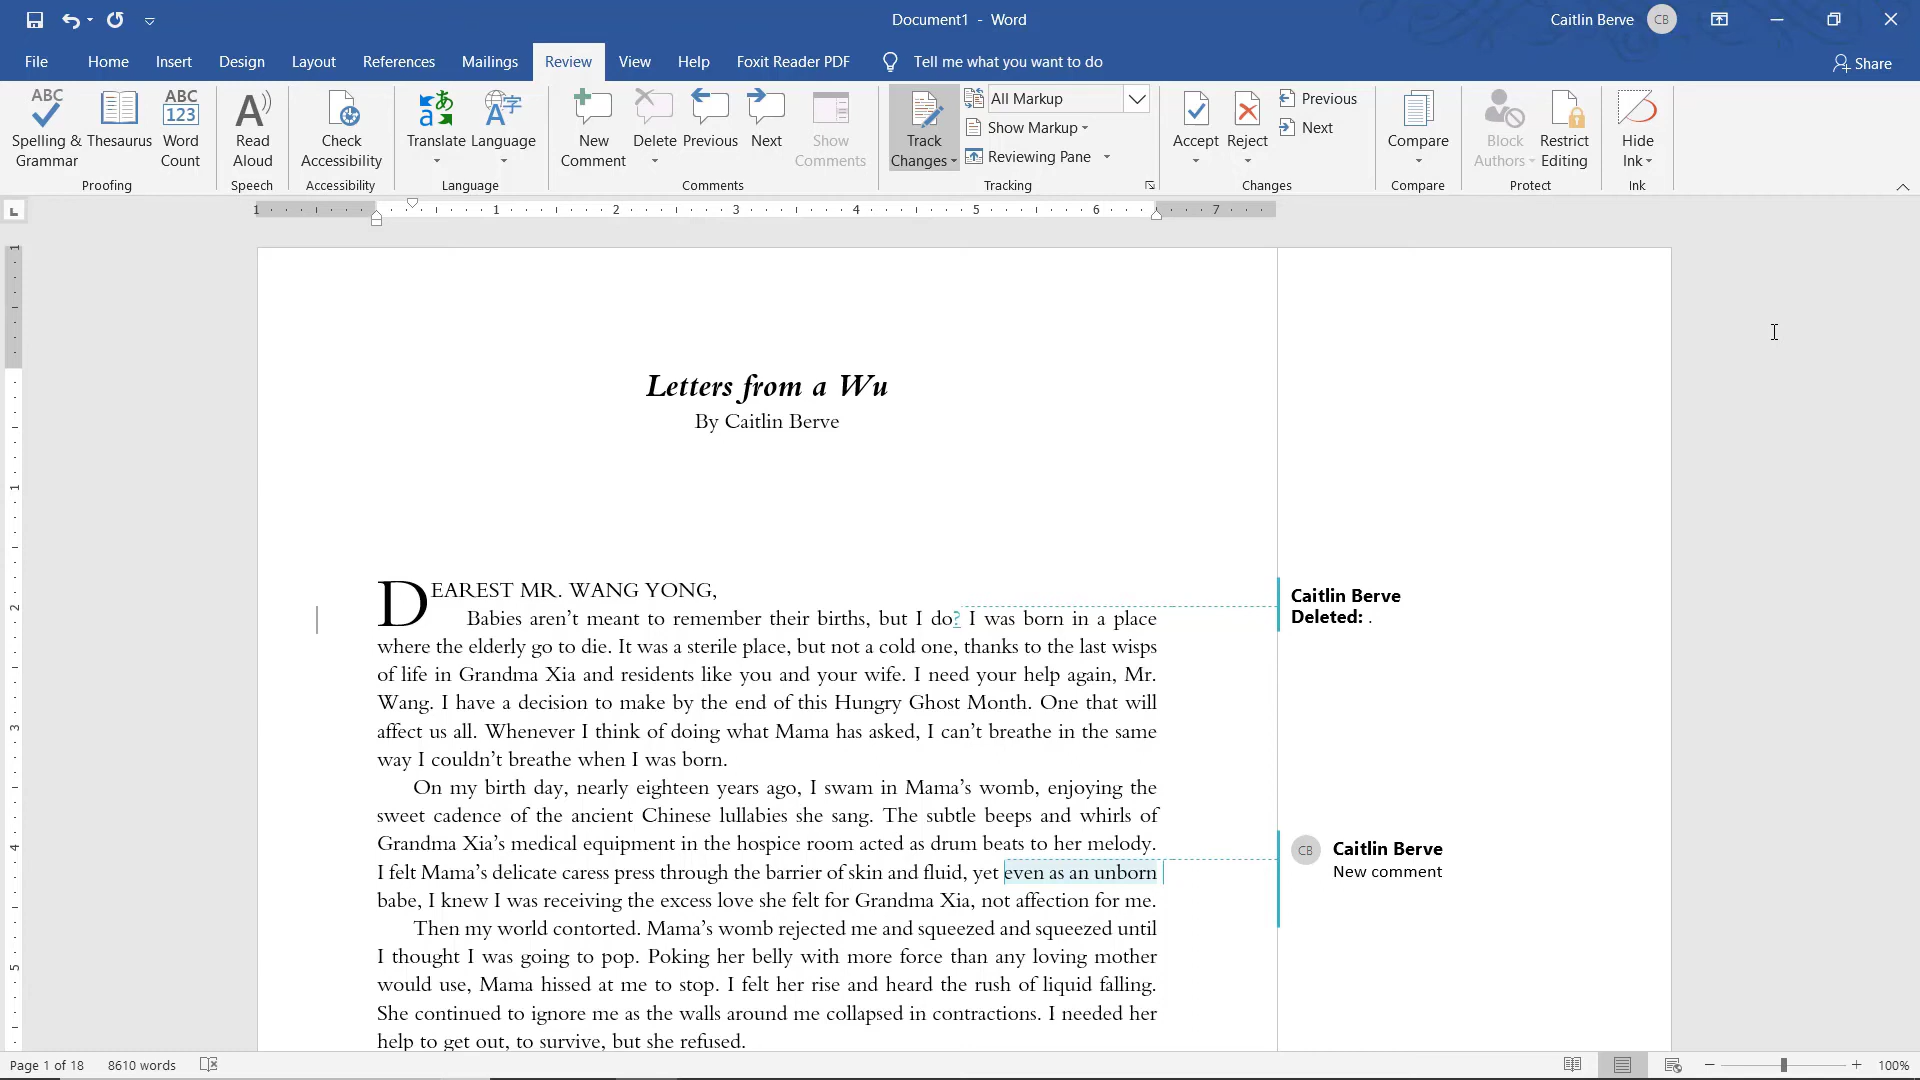 Document1 - Word
Caitlin Berve CB
File Home Insert Design Layout References Mailings Review View Help Foxit Reader PDF Tell me what you want to do Share
ABC Spelling & Grammar
Thesaurus
ABC 123 Word Count
Proofing
Read Aloud
Speech
Check Accessibility
Accessibility
Translate
Language
Language
New Comment
Delete
Previous
Next
Show Comments
Comments
Track Changes
All Markup
Show Markup
Reviewing Pane
Tracking
Accept
Reject
Previous
Next
Changes
Compare
Compare
Block Authors
Restrict Editing
Protect
Hide Ink
Ink
1 1 2 3 4 5 6 7
1 1 2 3 4 5
Letters from a Wu
By Caitlin Berve
DEAREST MR. WANG YONG,
Babies aren’t meant to remember their births, but I do? I was born in a place
where the elderly go to die. It was a sterile place, but not a cold one, thanks to the last wisps
of life in Grandma Xia and residents like you and your wife. I need your help again, Mr.
Wang. I have a decision to make by the end of this Hungry Ghost Month. One that will
affect us all. Whenever I think of doing what Mama has asked, I can’t breathe in the same
way I couldn’t breathe when I was born.
On my birth day, nearly eighteen years ago, I swam in Mama’s womb, enjoying the
sweet cadence of the ancient Chinese lullabies she sang. The subtle beeps and whirls of
Grandma Xia’s medical equipment in the hospice room acted as drum beats to her melody.
I felt Mama’s delicate caress press through the barrier of skin and fluid, yet even as an unborn
babe, I knew I was receiving the excess love she felt for Grandma Xia, not affection for me.
Then my world contorted. Mama’s womb rejected me and squeezed and squeezed until
I thought I was going to pop. Poking her belly with more force than any loving mother
would use, Mama hissed at me to stop. I felt her rise and heard the rush of liquid falling.
She continued to ignore me as the walls around me collapsed in contractions. I needed her
help to get out, to survive, but she refused.
Caitlin Berve
Deleted: .
CB Caitlin Berve
New comment
Page 1 of 18 8610 words 100%